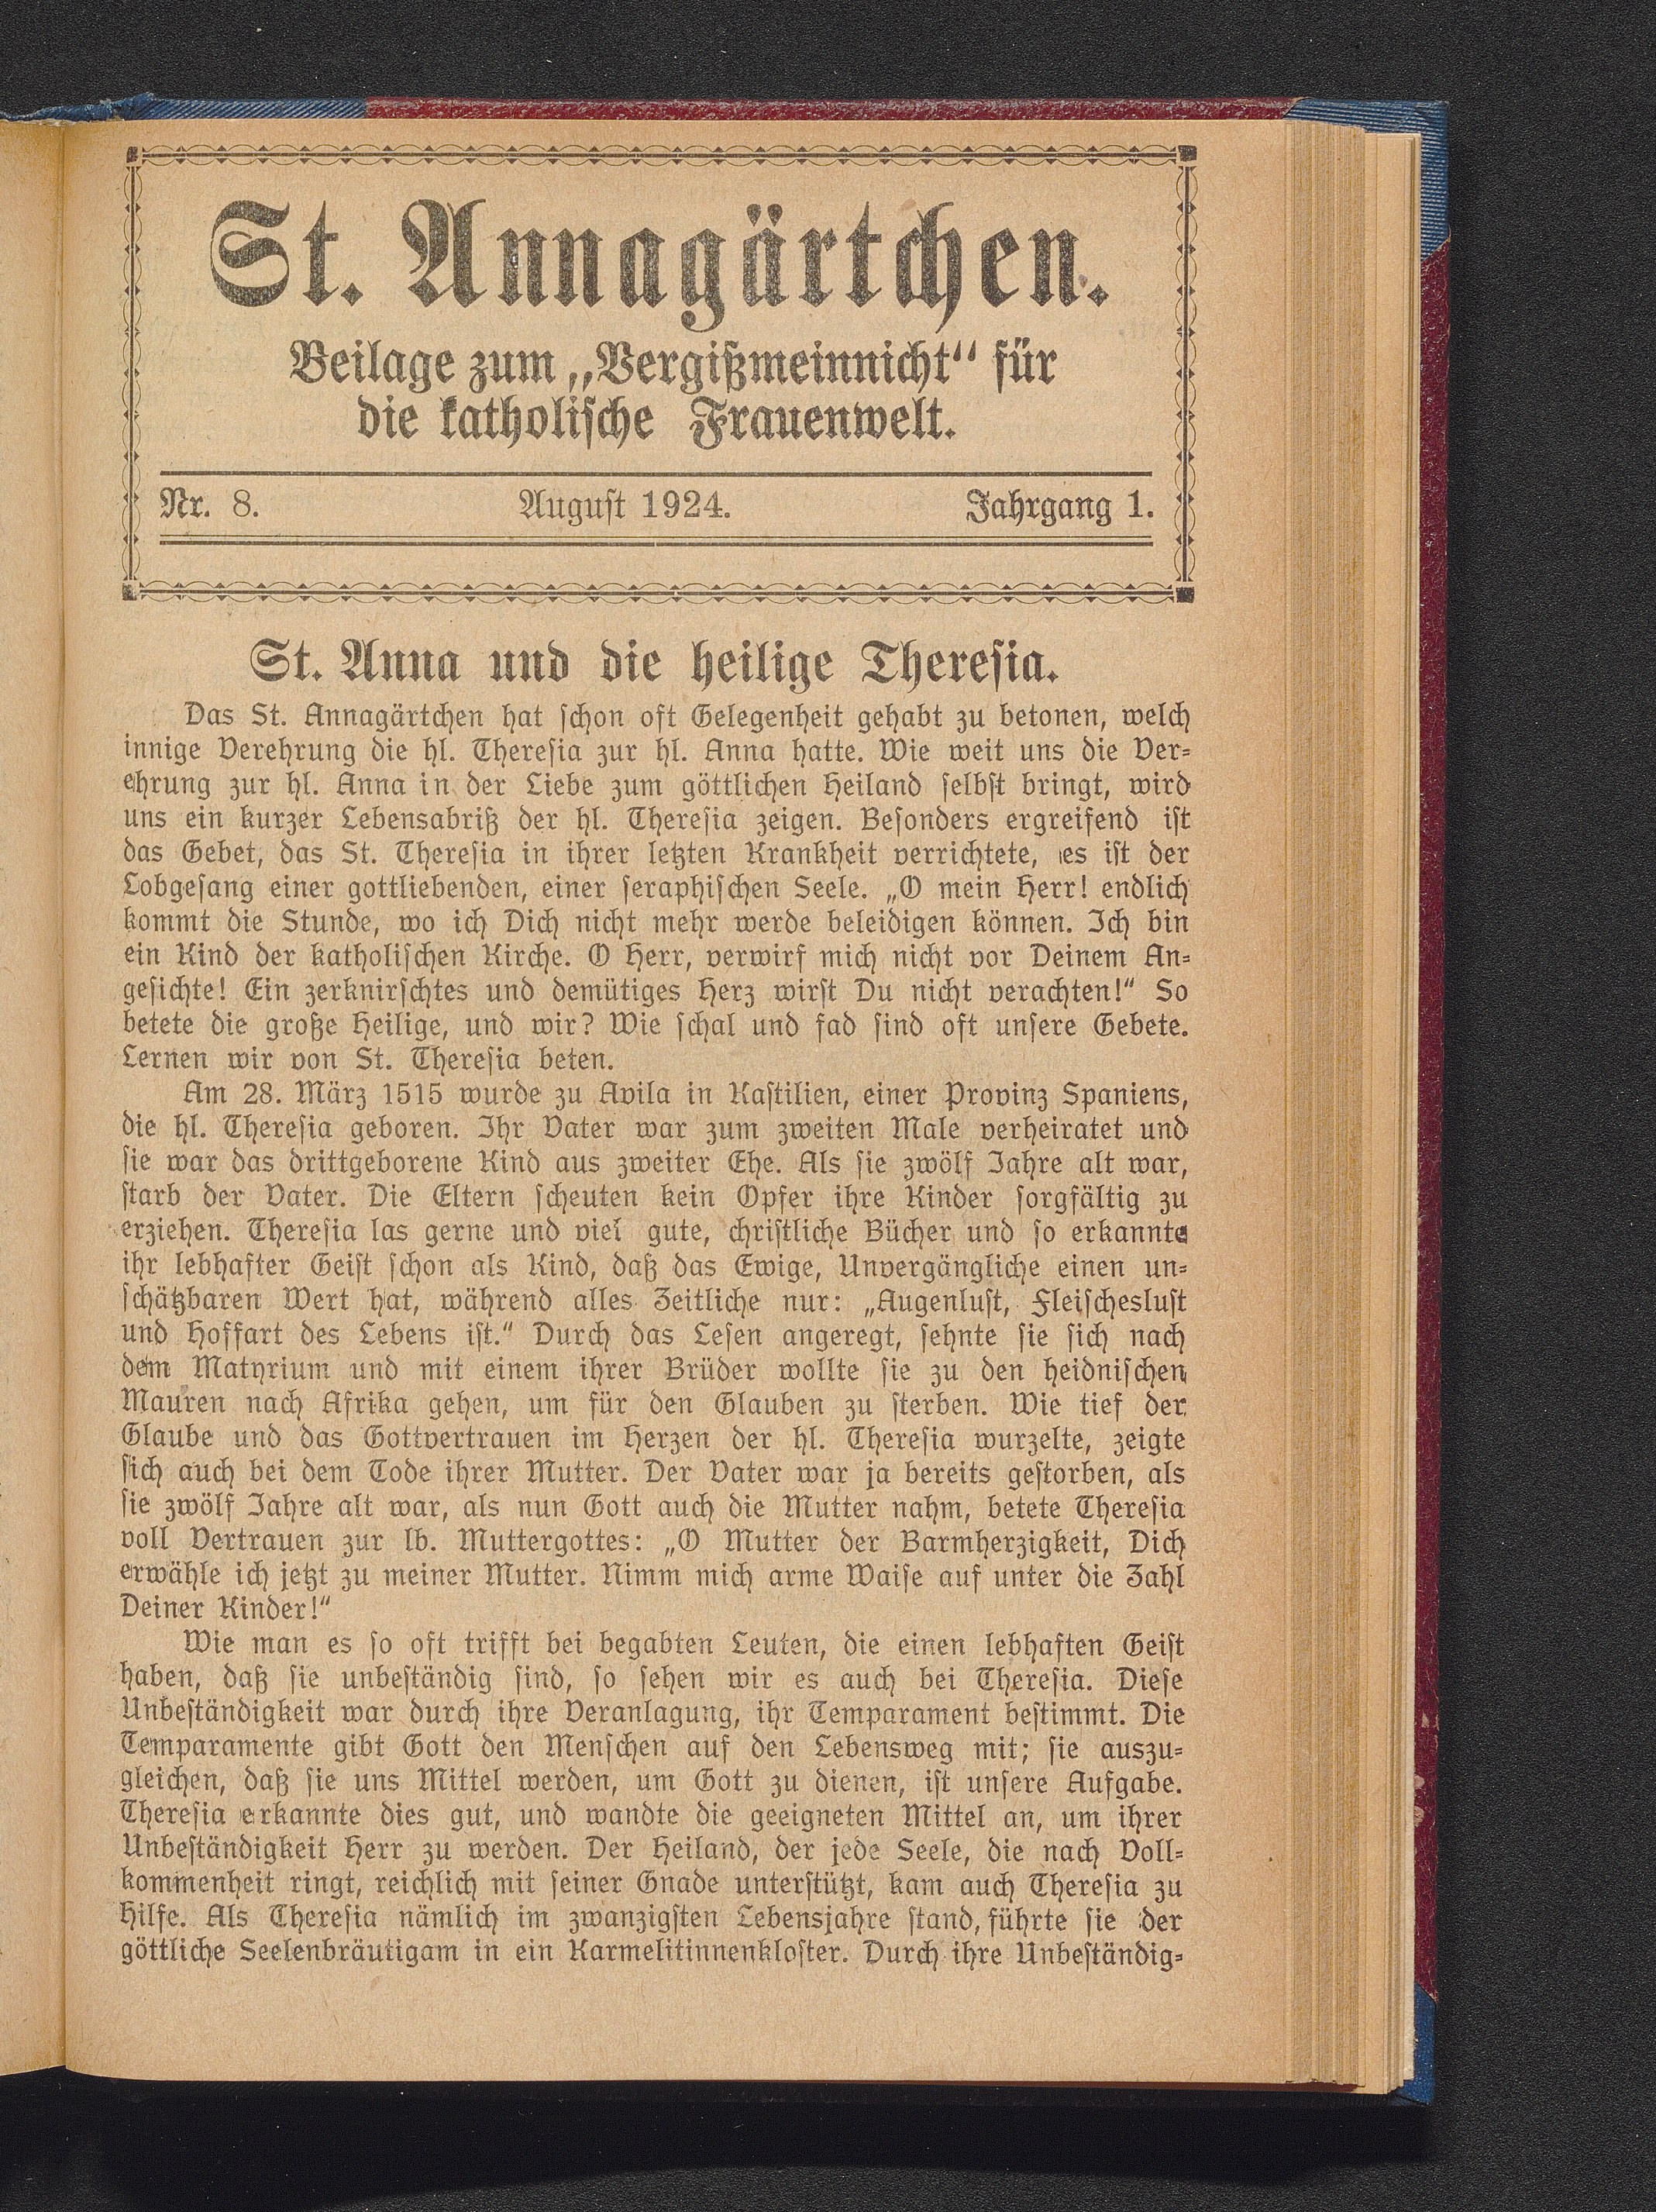 St. Annagärtchen.
Beilage zum „Vergißmeinnicht“ für
die katholische Frauenwelt.
Nr. 8. August 1924. Jahrgang 1.
St. Anna und die heilige Theresia.
Das St. Annagärtchen hat schon oft Gelegenheit gehabt zu betonen, welch
innige Verehrung die hl. Theresia zur hl. Anna hatte. Wie weit uns die Ver-
ehrung zur hl. Anna in der Liebe zum göttlichen Heiland selbst bringt, wird
uns ein kurzer Lebensabriß der hl. Theresia zeigen. Besonders ergreifend ist
das Gebet, das St. Theresia in ihrer letzten Krankheit verrichtete, es ist der
Lobgesang einer gottliebenden, einer seraphischen Seele. „O mein Herr! endlich
kommt die Stunde, wo ich Dich nicht mehr werde beleidigen können. Ich bin
ein Kind der katholischen Kirche. O Herr, verwirf mich nicht vor Deinem An-
gesichte! Ein zerknirschtes und demütiges Herz wirst Du nicht verachten!“ So
betete die große Heilige, und wir? Wie schal und fad sind oft unsere Gebete.
Lernen wir von St. Theresia beten.
Am 28. März 1515 wurde zu Avila in Kastilien, einer Provinz Spaniens,
die hl. Theresia geboren. Ihr Vater war zum zweiten Male verheiratet und
sie war das drittgeborene Kind aus zweiter Ehe. Als sie zwölf Jahre alt war,
starb der Vater. Die Eltern scheuten kein Opfer ihre Kinder sorgfältig zu
erziehen. Theresia las gerne und viel gute, christliche Bücher und so erkannte
ihr lebhafter Geist schon als Kind, daß das Ewige, Unvergängliche einen un-
schätzbaren Wert hat, während alles Zeitliche nur: „Augenlust, Fleischeslust
und Hoffart des Lebens ist.“ Durch das Lesen angeregt, sehnte sie sich nach
dem Matyrium und mit einem ihrer Brüder wollte sie zu den heidnischen
Mauren nach Afrika gehen, um für den Glauben zu sterben. Wie tief der
Glaube und das Gottvertrauen im Herzen der hl. Theresia wurzelte, zeigte
sich auch bei dem Tode ihrer Mutter. Der Vater war ja bereits gestorben, als
sie zwölf Jahre alt war, als nun Gott auch die Mutter nahm, betete Theresia
voll Vertrauen zur lb. Muttergottes: „O Mutter der Barmherzigkeit, Dich
erwähle ich jetzt zu meiner Mutter. Nimm mich arme Waise auf unter die Zahl
Deiner Kinder!“
Wie man es so oft trifft bei begabten Leuten, die einen lebhaften Geist
haben, daß sie unbeständig sind, so sehen wir es auch bei Theresia. Diese
Unbeständigkeit war durch ihre Veranlagung, ihr Temparament bestimmt. Die
Temparamente gibt Gott den Menschen auf den Lebensweg mit; sie auszu-
gleichen, daß sie uns Mittel werden, um Gott zu dienen, ist unsere Aufgabe.
Theresia erkannte dies gut, und wandte die geeigneten Mittel an, um ihrer
Unbeständigkeit Herr zu werden. Der Heiland, der jede Seele, die nach Voll-
kommenheit ringt, reichlich mit seiner Gnade unterstützt, kam auch Theresia zu
Hilfe. Als Theresia nämlich im zwanzigsten Lebensjahre stand, führte sie der
göttliche Seelenbräutigam in ein Karmelitinnenkloster. Durch ihre Unbeständig-